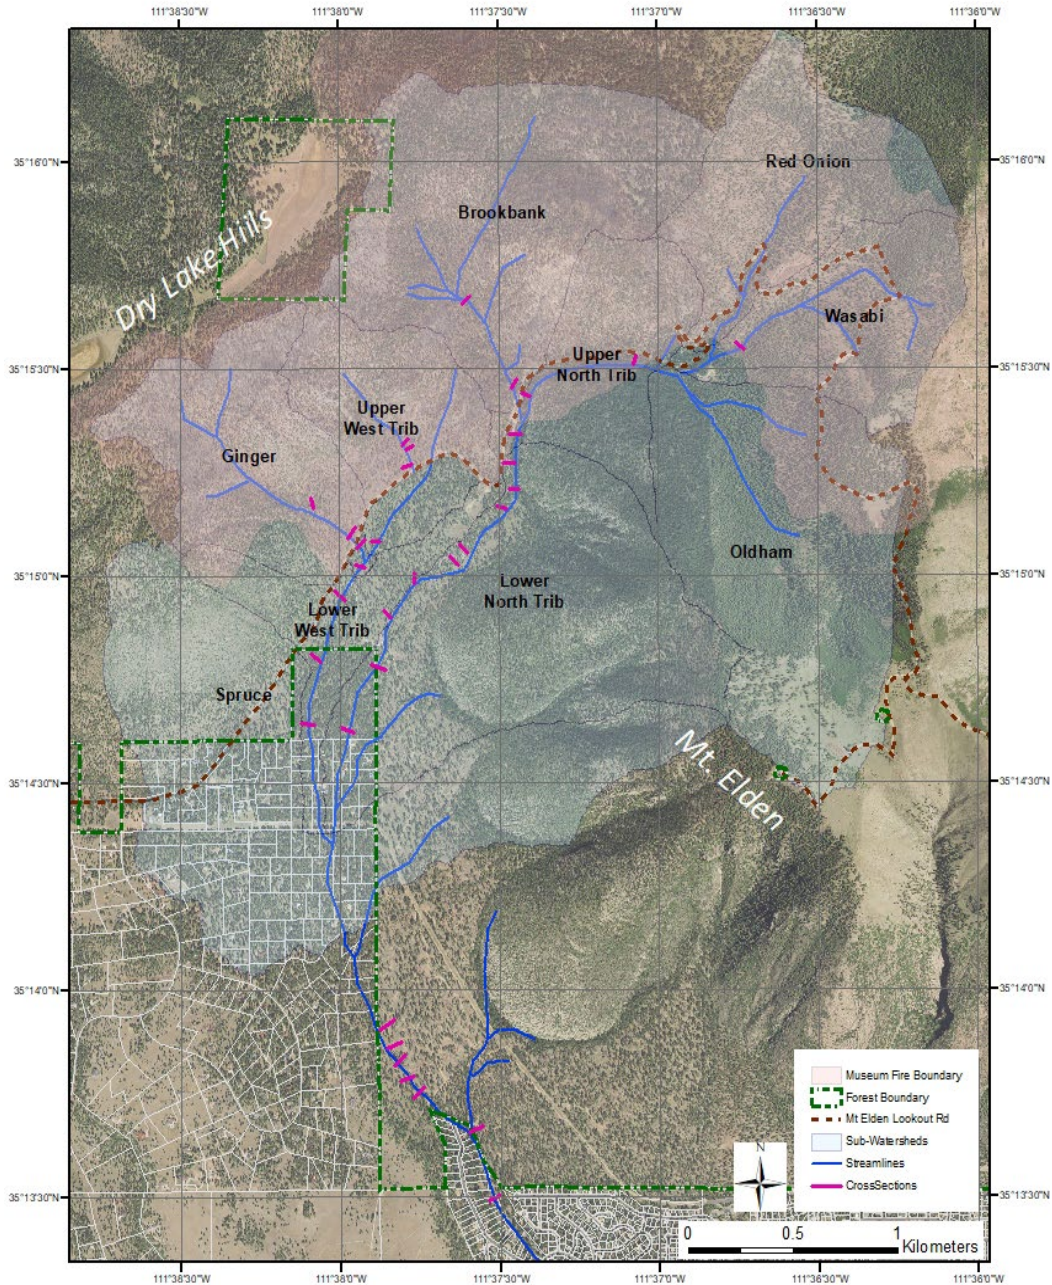 111°38'30"W 111°38'0"W 111°37'30"W 111°37'0"W 111°36'30"W 111°36'0"W
35°16'0"N
35°16'0"N
Red Onion
Brookbank
Dry Lake Hiills
Wasabi
Upper
North Trib
35°15'30"N
35°15'30"N
Upper
West Trib
Ginger
Oldham
35°15'0"N
35°15'0"N
Lower
North Trib
Lower
West Trib
Spruce
Mt. Elden
35°14'30"N
35°14'30"N
35°14'0"N
35°14'0"N
Museum Fire Boundary
Forest Boundary
Mt Elden Lookout Rd
Sub-Watersheds
Streamlines
CrossSections
N
35°13'30"N
35°13'30"N
0 0.5 1
Kilometers
111°38'30"W 111°38'0"W 111°37'30"W 111°37'0"W 111°36'30"W 111°36'0"W